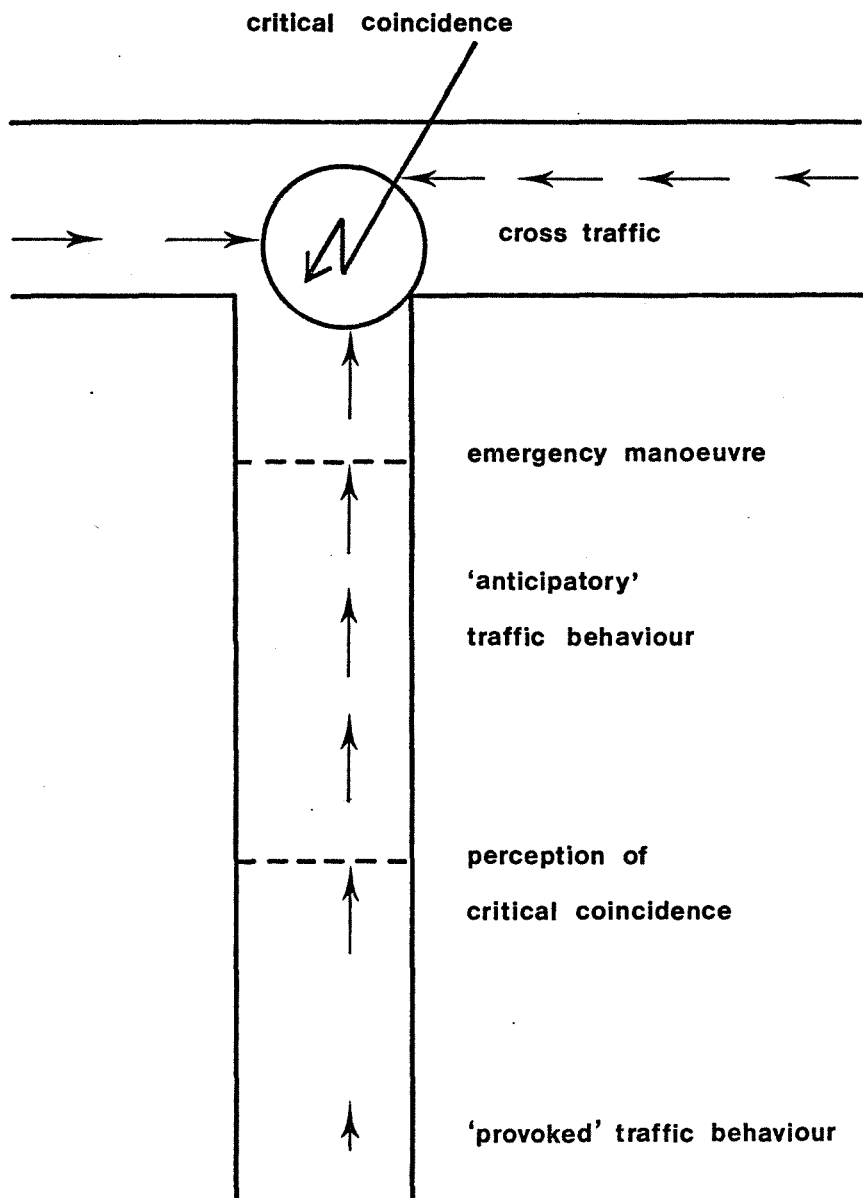 critical coincidence
cross traffic
emergency manoeuvre
‘anticipatory’
traffic behaviour
perception of
critical coincidence
‘provoked’ traffic behaviour